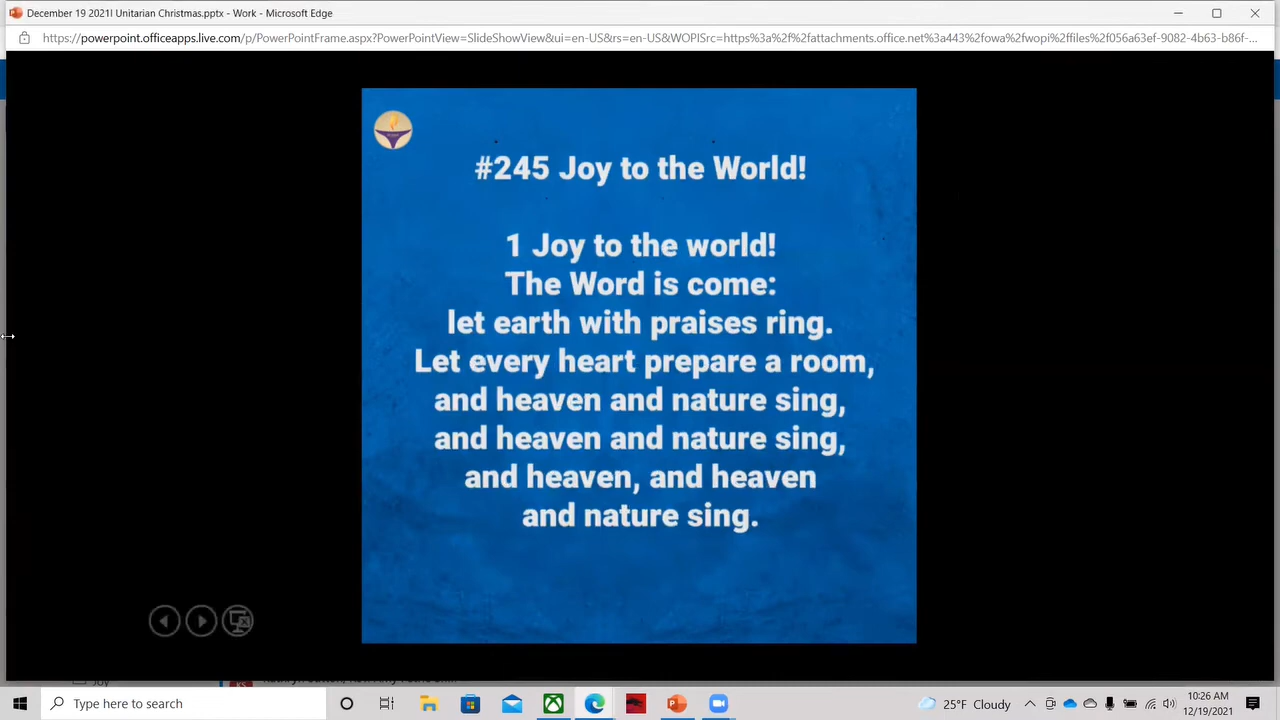 December 19 2021l Unitarian Christmas.pptx - Work - Microsoft Edge
https://powerpoint.officeapps.live.com/p/PowerPointFrame.aspx?PowerPointView=SlideShowView&ui=en-US&rs=en-US&WOPISrc=https%3a%2f%2fattachments.office.net%3a443%2fowa%2fwopi%2ffiles%2f056a63ef-9082-4b63-b86f-...
#245 Joy to the World!
1 Joy to the world!
The Word is come:
let earth with praises ring.
Let every heart prepare a room,
and heaven and nature sing,
and heaven and nature sing,
and heaven, and heaven
and nature sing.
Joy
KS
Type here to search
25°F Cloudy
10:26 AM
12/19/2021